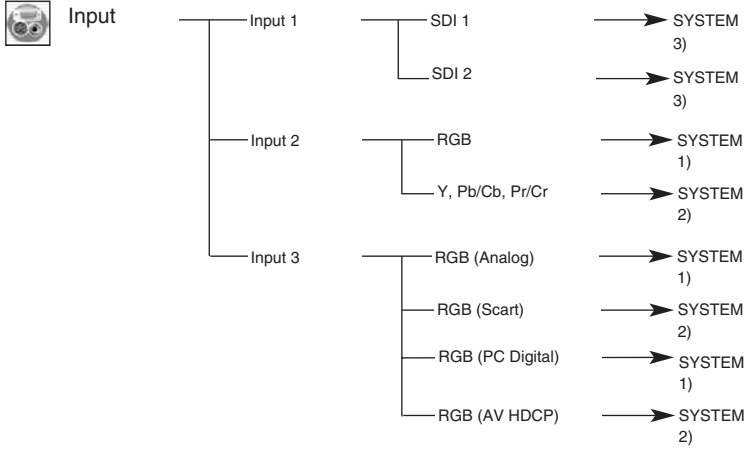 Input
Input 1 SDI 1 SYSTEM
3)
SDI 2 SYSTEM
3)
Input 2 RGB SYSTEM
1)
Y, Pb/Cb, Pr/Cr SYSTEM
2)
Input 3 RGB (Analog) SYSTEM
1)
RGB (Scart) SYSTEM
2)
RGB (PC Digital) SYSTEM
1)
RGB (AV HDCP) SYSTEM
2)